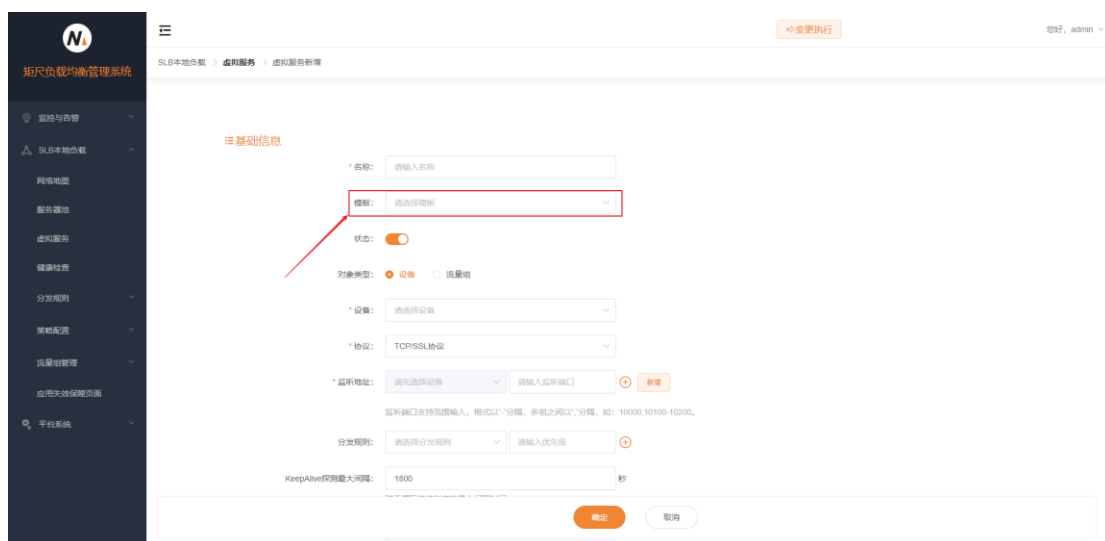 N
变更执行
您好，admin
矩尺负载均衡管理系统
SLB本地负载 > 虚拟服务 > 虚拟服务新增
监控与告警
SLB本地负载
网络地图
服务器池
虚拟服务
健康检查
分发规则
策略配置
流量组管理
应用失效保障页面
平台系统
基础信息
* 名称： 请输入名称
模板： 请选择模板
状态：
对象类型： 设备 流量组
* 设备： 请选择设备
* 协议： TCP/SSL协议
* 监听地址： 请先选择设备 请输入监听端口 新增
监听端口支持范围输入，格式以“-”分隔，多组之间以“,”分隔，如：10000,10100-10200。
分发规则： 请选择分发规则 请输入优先级
KeepAlive探测最大间隔： 1800 秒
确定 取消